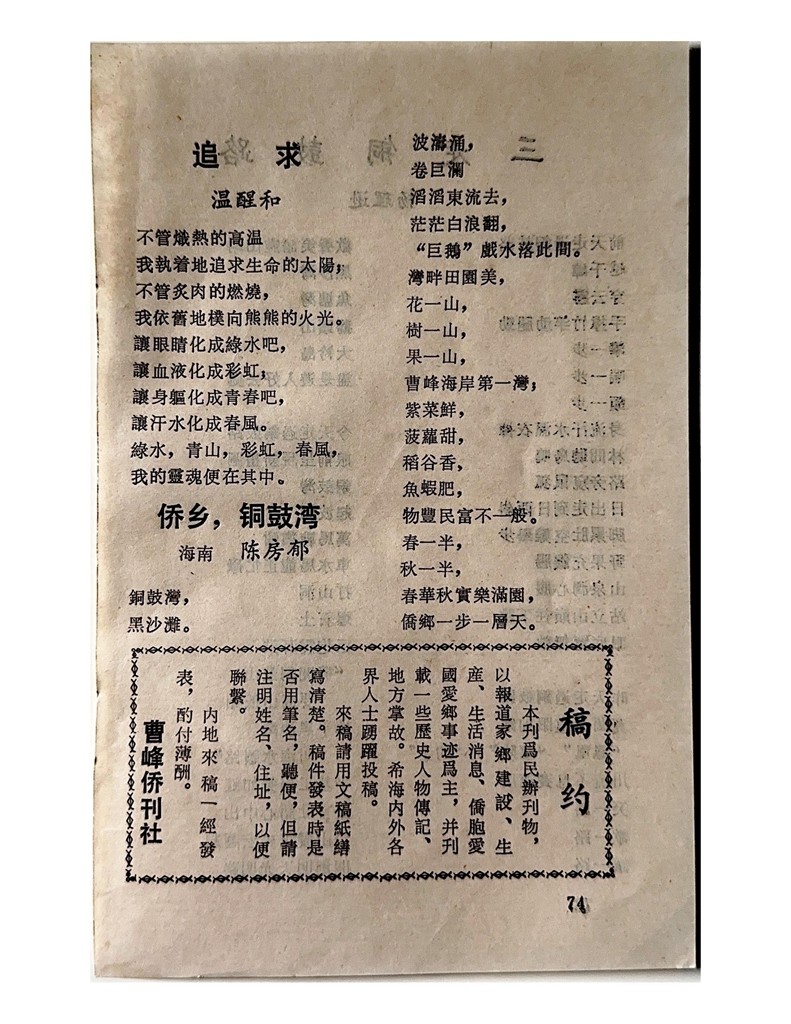 追求
温醒和
不管熾熱的高温
我執着地追求生命的太陽；
不管炙肉的燃燒，
我依舊地樸向熊熊的火光。
讓眼睛化成綠水吧，
讓血液化成彩虹；
讓身軀化成青春吧，
讓汗水化成春風。
綠水，青山，彩虹，春風，
我的靈魂便在其中。
侨乡，铜鼓湾
海南 陈房郁
銅鼓灣，
黑沙灘。
波濤涌，
卷巨澜
滔滔東流去，
茫茫白浪翻，
“巨鹅”戲水落此間。
灣畔田園美，
花一山，
樹一山，
果一山，
曹峰海岸第一灣；
紫菜鮮，
菠蘿甜，
稻谷香，
魚蝦肥，
物豐民富不一般。
春一半，
秋一半，
春華秋實樂滿園，
僑鄉一步一層天。
稿约
本刊爲民辦刊物，
以報道家鄉建設、生
産、生活消息、僑胞愛
國愛鄉事迹爲主，并刊
載一些歷史人物傳記、
地方掌故。希海内外各
界人士踴躍投稿。
來稿請用文稿紙繕
寫清楚。稿件發表時是
否用筆名，聽便，但請
注明姓名、住址，以便
聯繫。
内地來稿一經發
表，酌付薄酬。
曹峰侨刊社
74